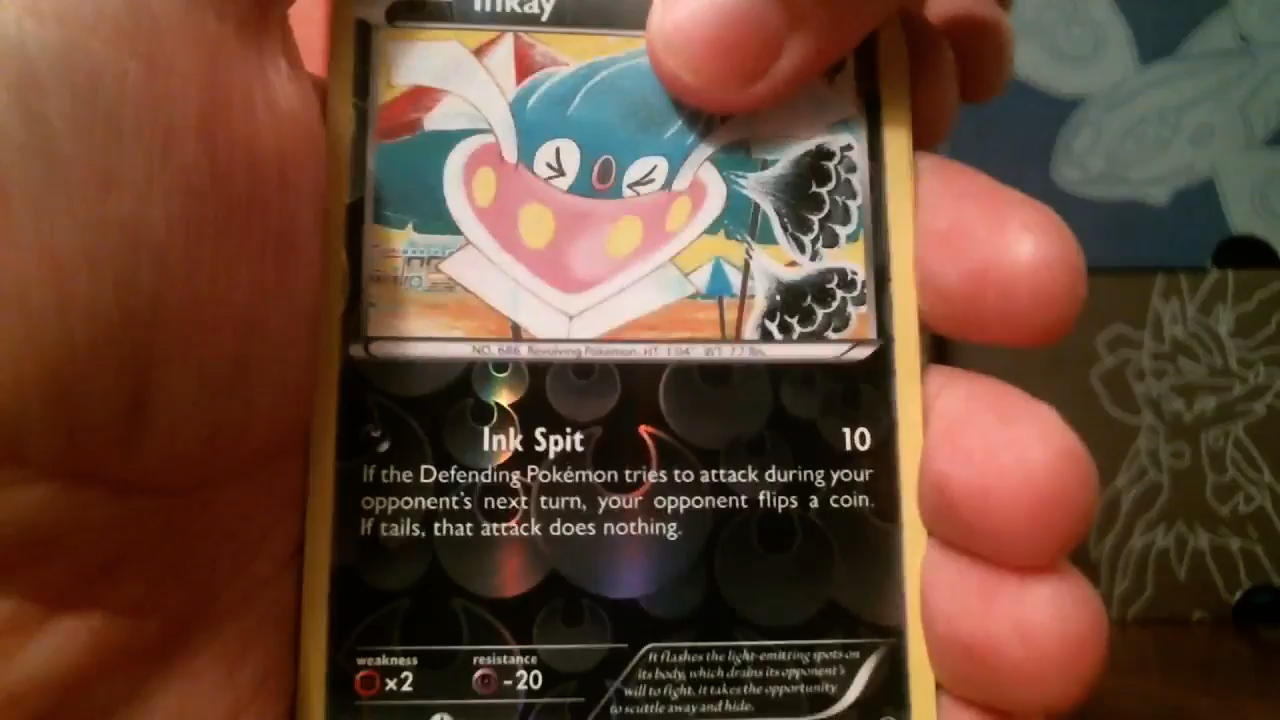 Inkay
NO. 686 Revolving Pokémon HT: 1'04" WT: 7.7 lbs.
Ink Spit 10
If the Defending Pokémon tries to attack during your
opponent's next turn, your opponent flips a coin.
If tails, that attack does nothing.
weakness resistance
×2 -20
It flashes the light-emitting spots on
its body, which drains its opponent's
will to fight. It takes the opportunity
to scuttle away and hide.